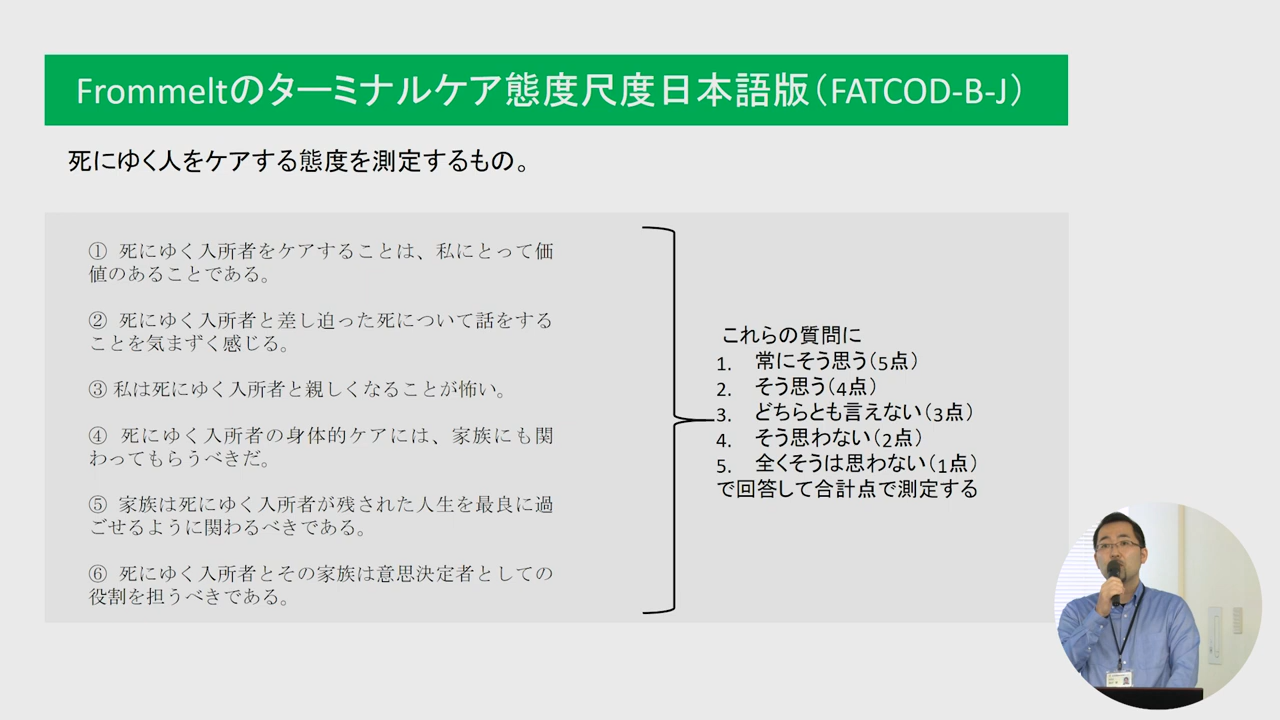 Frommeltのターミナルケア態度尺度日本語版（FATCOD-B-J）
死にゆく人をケアする態度を測定するもの。
① 死にゆく入所者をケアすることは、私にとって価
値のあることである。
② 死にゆく入所者と差し迫った死について話をする
ことを気まずく感じる。
③ 私は死にゆく入所者と親しくなることが怖い。
④ 死にゆく入所者の身体的ケアには、家族にも関
わってもらうべきだ。
⑤ 家族は死にゆく入所者が残された人生を最良に過
ごせるように関わるべきである。
⑥ 死にゆく入所者とその家族は意思決定者としての
役割を担うべきである。
これらの質問に
1. 常にそう思う（5点）
2. そう思う（4点）
3. どちらとも言えない（3点）
4. そう思わない（2点）
5. 全くそうは思わない（1点）
で回答して合計点で測定する